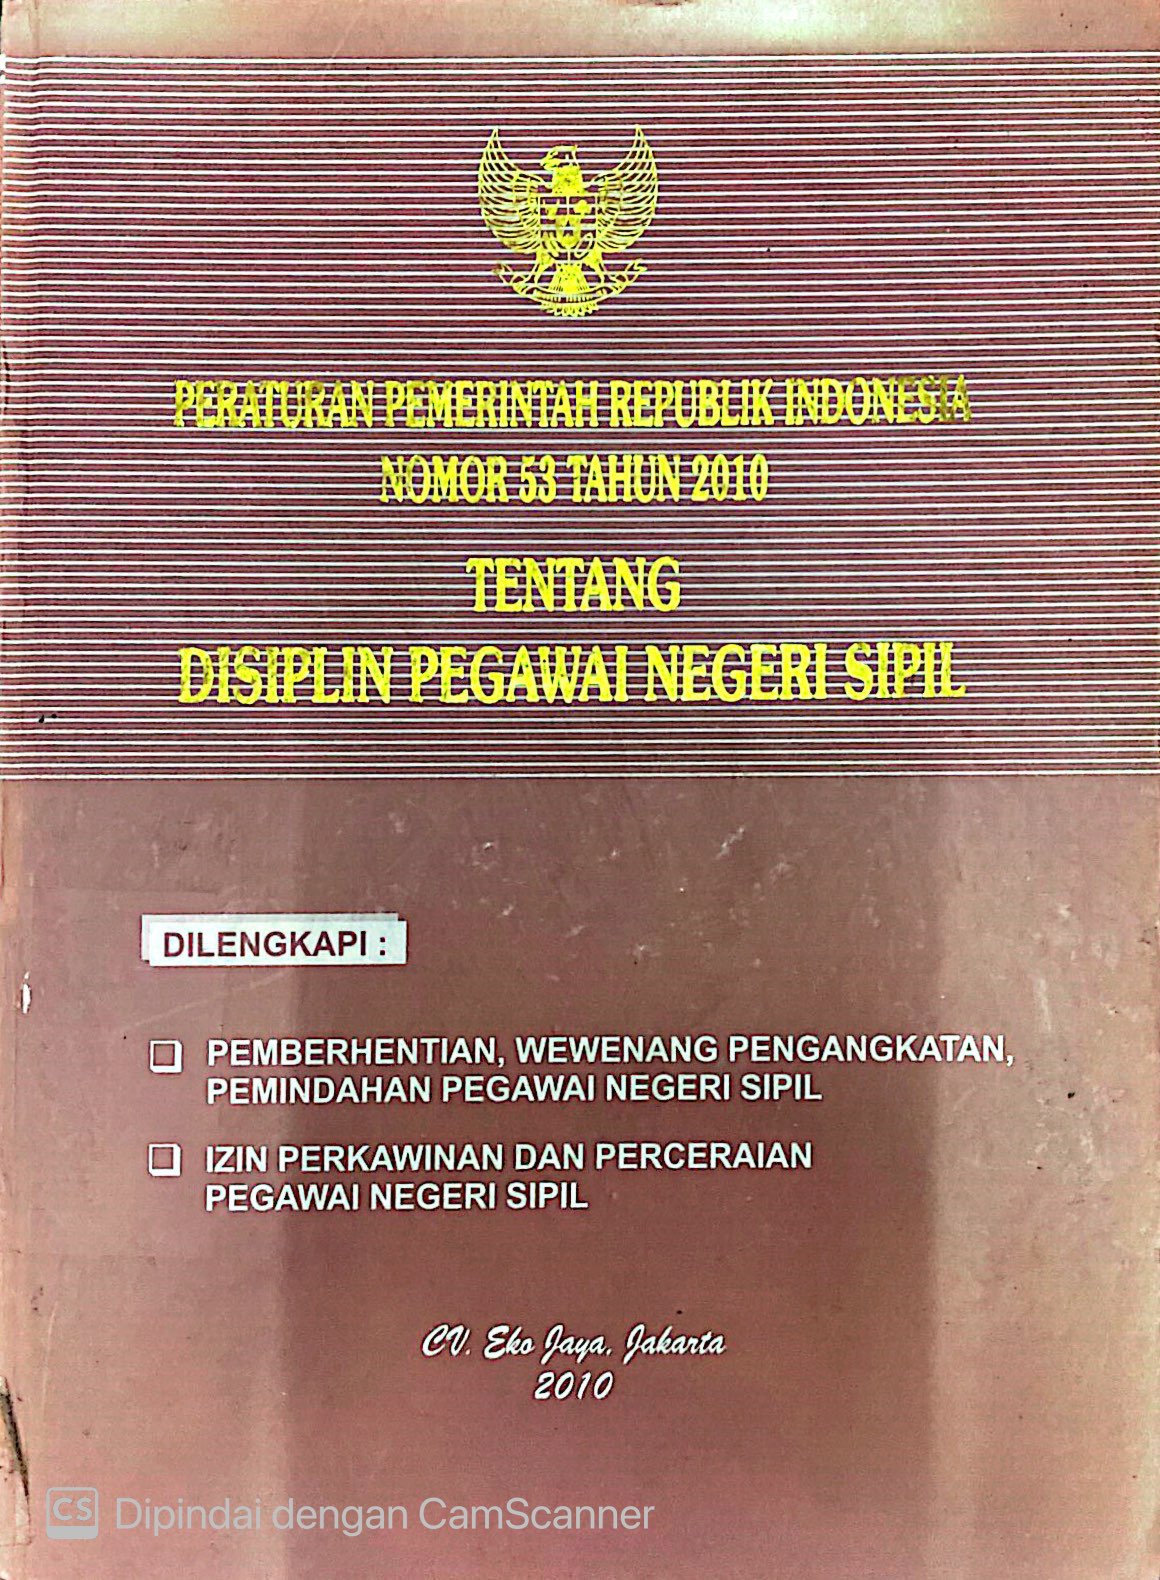 PERATURAN PEMERINTAH REPUBLIK INDONESIA
NOMOR 53 TAHUN 2010
TENTANG
DISIPLIN PEGAWAI NEGERI SIPIL
DILENGKAPI :
PEMBERHENTIAN, WEWENANG PENGANGKATAN,
PEMINDAHAN PEGAWAI NEGERI SIPIL
IZIN PERKAWINAN DAN PERCERAIAN
PEGAWAI NEGERI SIPIL
CV. Eko Jaya, Jakarta
2010
CS Dipindai dengan CamScanner